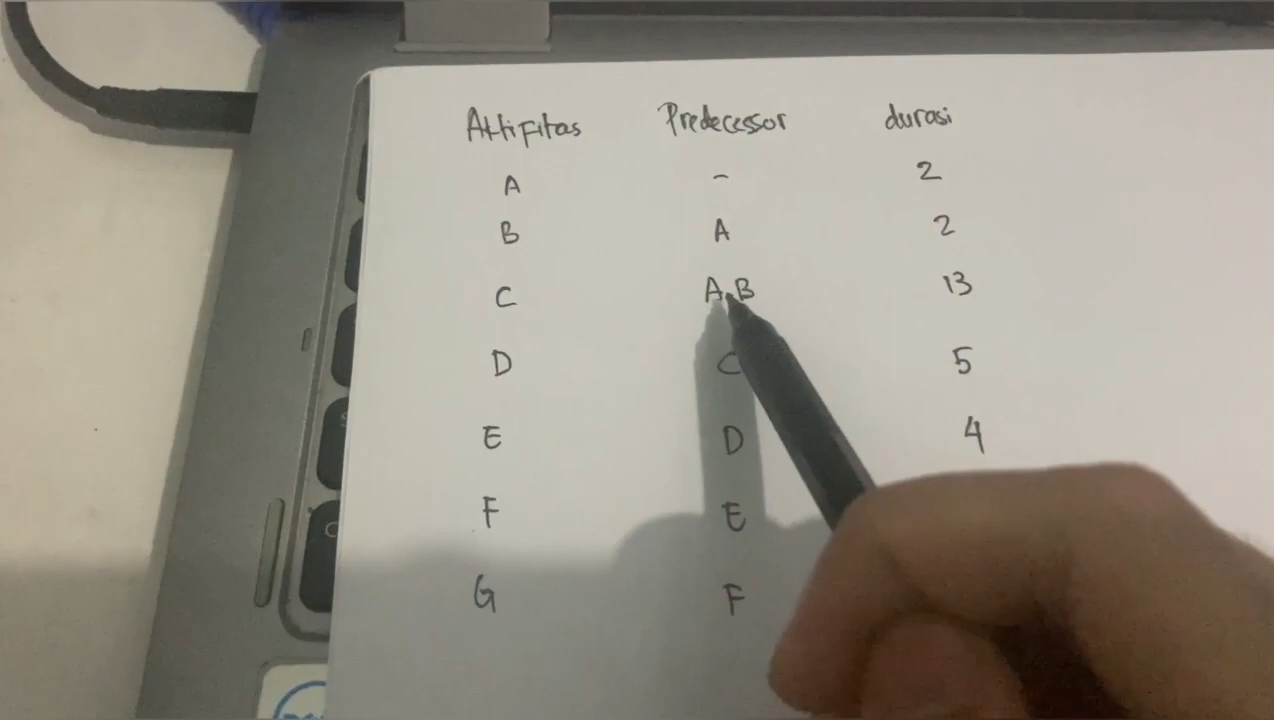 Aktifitas Predecessor durasi
A - 2
B A 2
C A, B 13
D C 5
E D 4
F E
G F